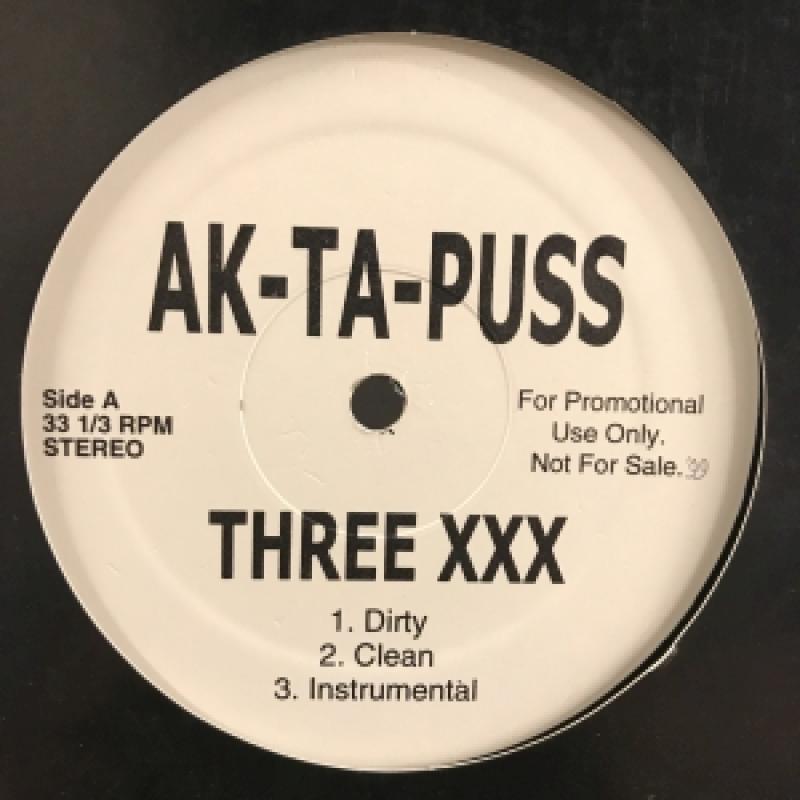 AK-TA-PUSS
Side A
33 1/3 RPM
STEREO
For Promotional
Use Only.
Not For Sale.
THREE XXX
1. Dirty
2. Clean
3. Instrumental